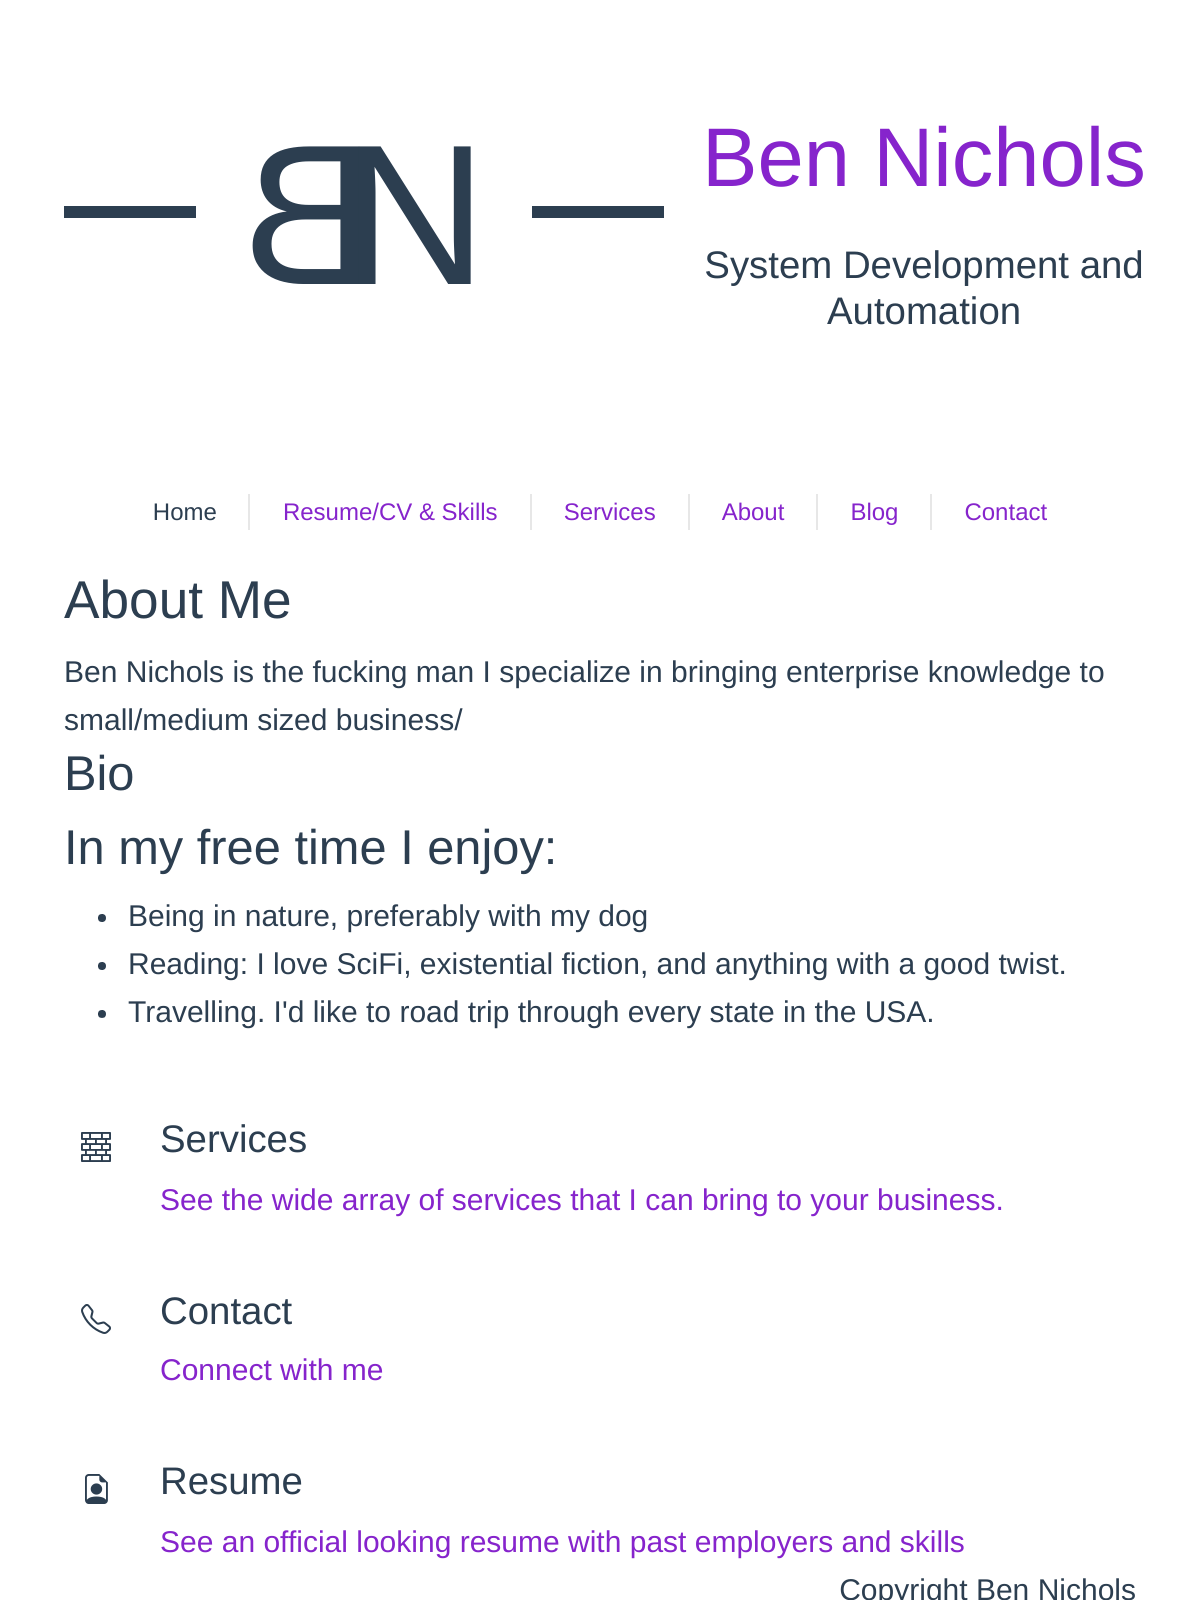 BN
Ben Nichols
System Development and
Automation
Home
Resume/CV & Skills
Services
About
Blog
Contact
About Me
Ben Nichols is the fucking man I specialize in bringing enterprise knowledge to
small/medium sized business/
Bio
In my free time I enjoy:
Being in nature, preferably with my dog
Reading: I love SciFi, existential fiction, and anything with a good twist.
Travelling. I'd like to road trip through every state in the USA.
Services
See the wide array of services that I can bring to your business.
Contact
Connect with me
Resume
See an official looking resume with past employers and skills
Copyright Ben Nichols